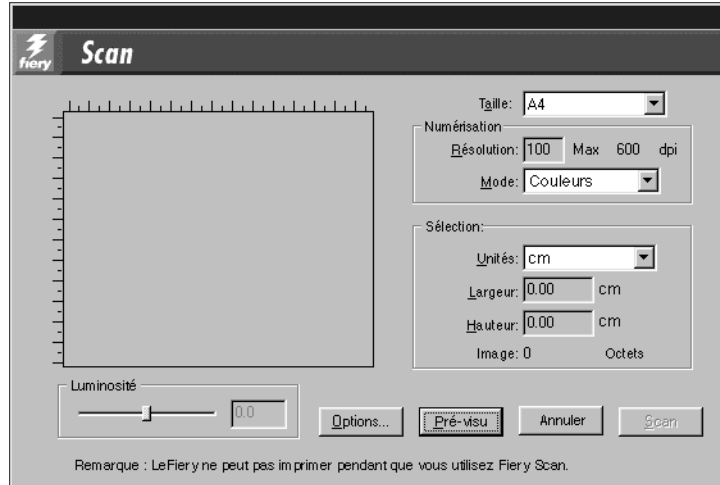 fiery Scan
Taille: A4
Numérisation
Résolution: 100 Max 600 dpi
Mode: Couleurs
Sélection:
Unités: cm
Largeur: 0.00 cm
Hauteur: 0.00 cm
Image: 0 Octets
Luminosité
0.0
Options... Pré-visu Annuler Scan
Remarque : LeFiery ne peut pas imprimer pendant que vous utilisez Fiery Scan.